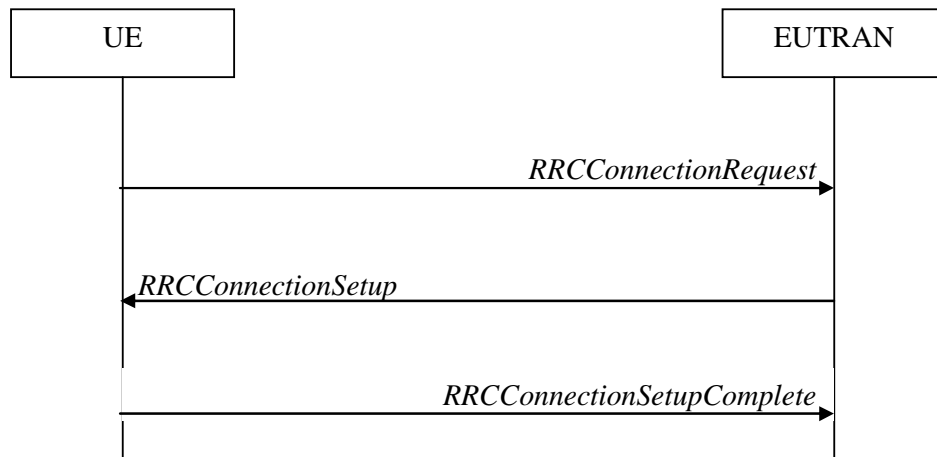 UE
EUTRAN
RRCConnectionRequest
RRCConnectionSetup
RRCConnectionSetupComplete